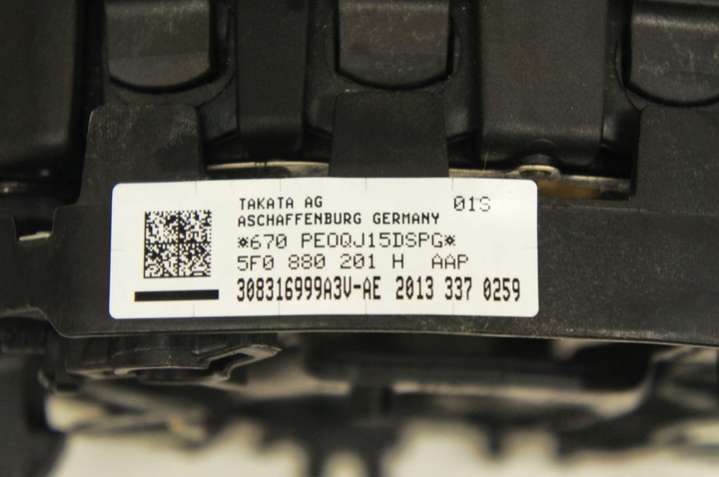 TAKATA AG 01S
ASCHAFFENBURG GERMANY
*670 PEOQJ15DSPG*
5F0 880 201 H AAP
308316999A3V-AE 2013 337 0259